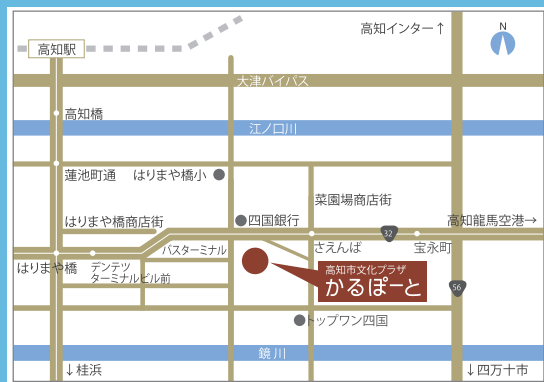 高知インター↑
N
高知駅
大津バイパス
高知橋
江ノ口川
蓮池町通
はりまや橋小
菜園場商店街
はりまや橋商店街
四国銀行
高知龍馬空港→
32
バスターミナル
さえんば
宝永町
はりまや橋
デンテツ
ターミナルビル前
高知市文化プラザ
かるぽーと
56
トップワン四国
鏡川
↓桂浜
↓四万十市